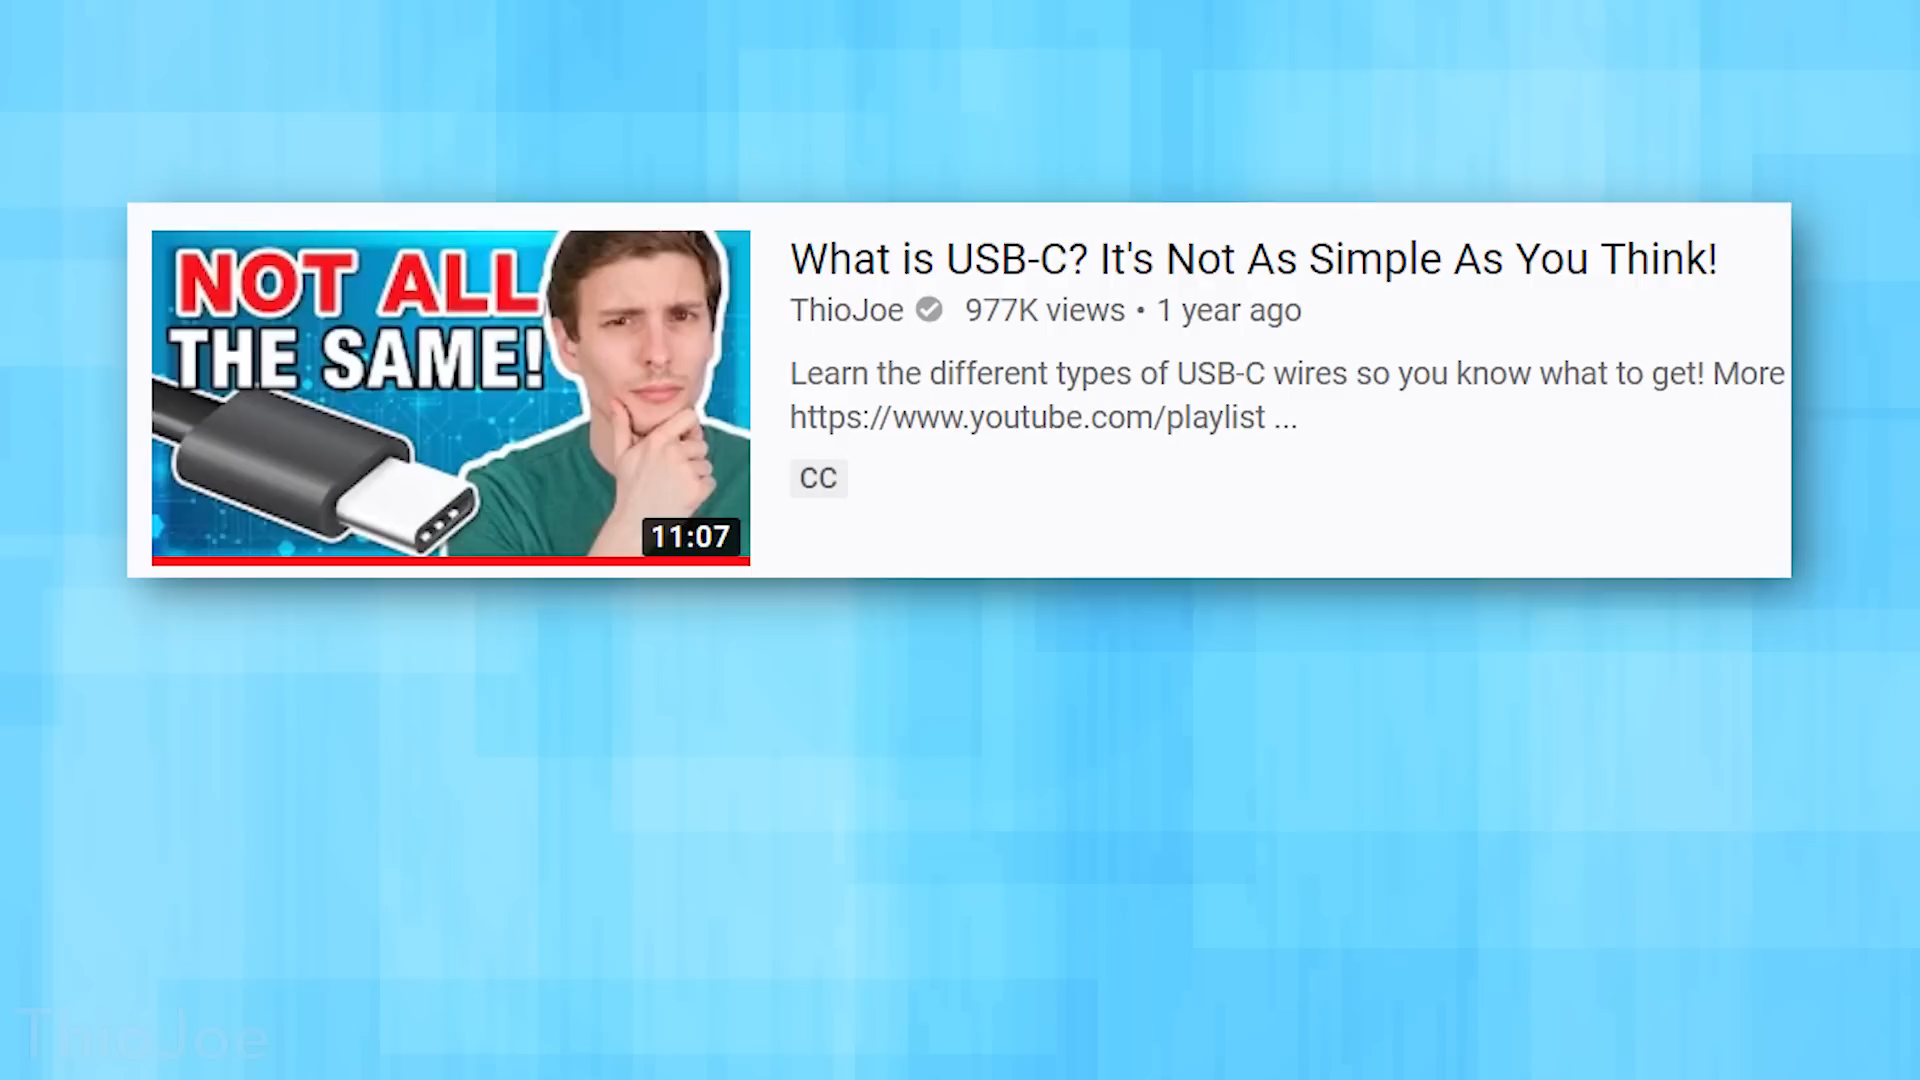 NOT ALL
THE SAME!
11:07
What is USB-C? It's Not As Simple As You Think!
ThioJoe 977K views • 1 year ago
Learn the different types of USB-C wires so you know what to get! More
https://www.youtube.com/playlist ...
CC
ThioJoe